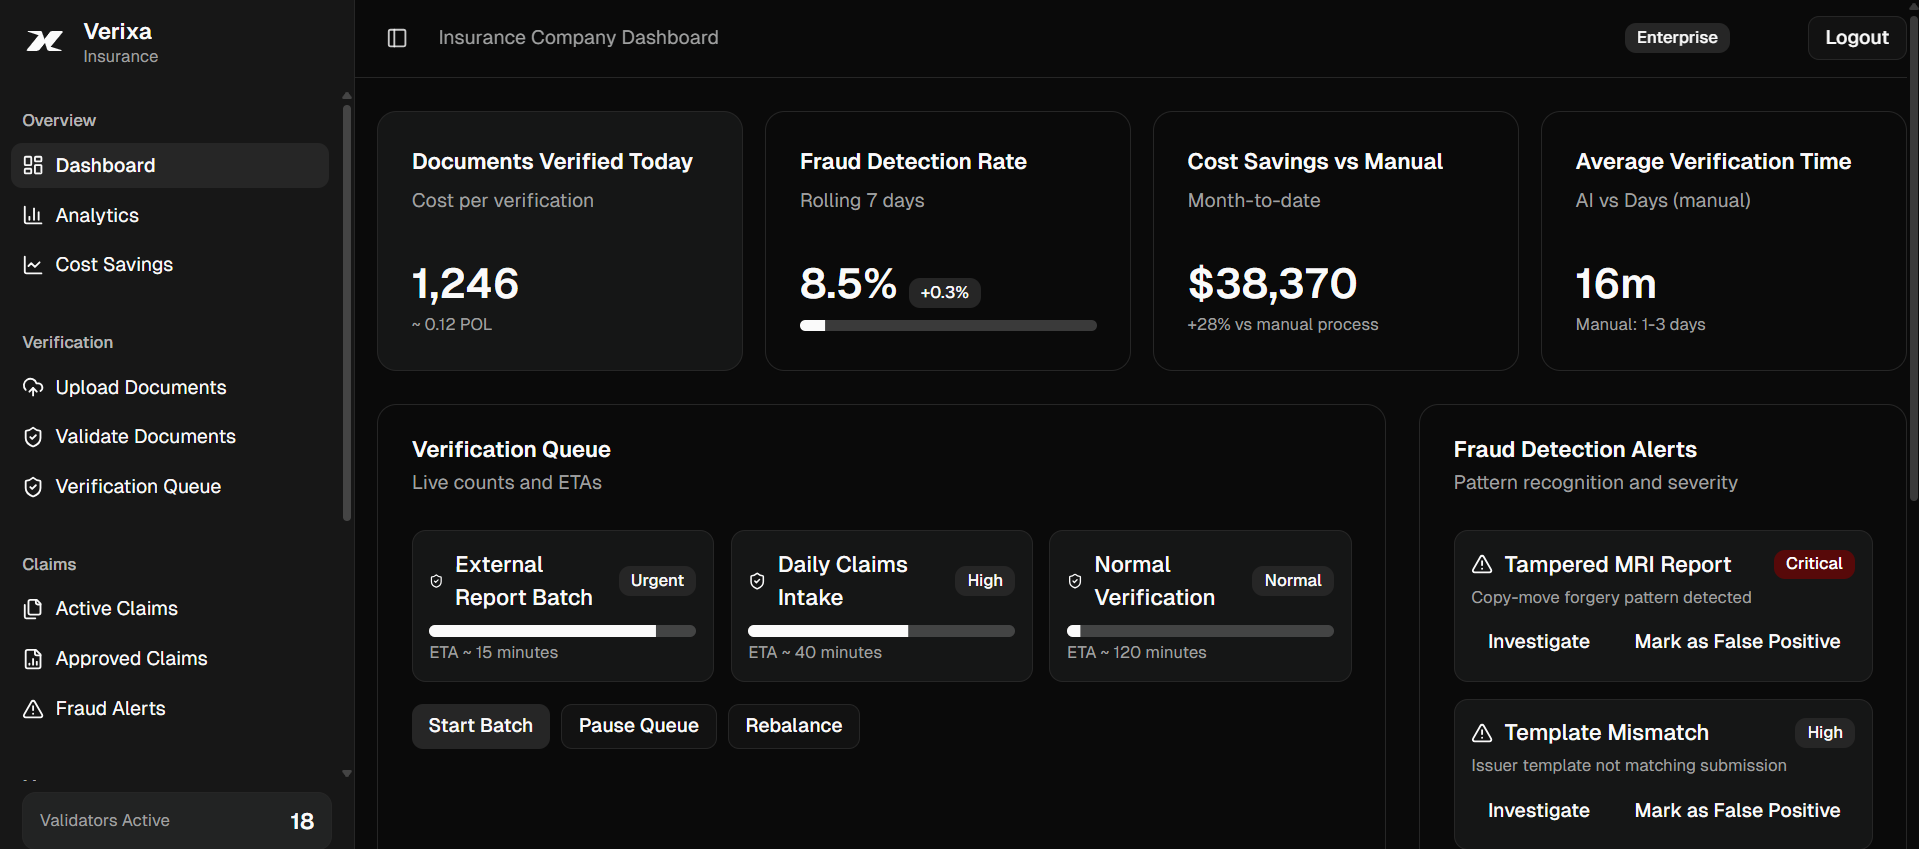 Verixa
Insurance
Overview
Dashboard
Analytics
Cost Savings
Verification
Upload Documents
Validate Documents
Verification Queue
Claims
Active Claims
Approved Claims
Fraud Alerts
Validators Active 18
Insurance Company Dashboard
Enterprise
Logout
Documents Verified Today
Cost per verification
1,246
~ 0.12 POL
Fraud Detection Rate
Rolling 7 days
8.5% +0.3%
Cost Savings vs Manual
Month-to-date
$38,370
+28% vs manual process
Average Verification Time
AI vs Days (manual)
16m
Manual: 1-3 days
Verification Queue
Live counts and ETAs
External
Report Batch
Urgent
ETA ~ 15 minutes
Daily Claims
Intake
High
ETA ~ 40 minutes
Normal
Verification
Normal
ETA ~ 120 minutes
Start Batch
Pause Queue
Rebalance
Fraud Detection Alerts
Pattern recognition and severity
Tampered MRI Report Critical
Copy-move forgery pattern detected
Investigate Mark as False Positive
Template Mismatch High
Issuer template not matching submission
Investigate Mark as False Positive